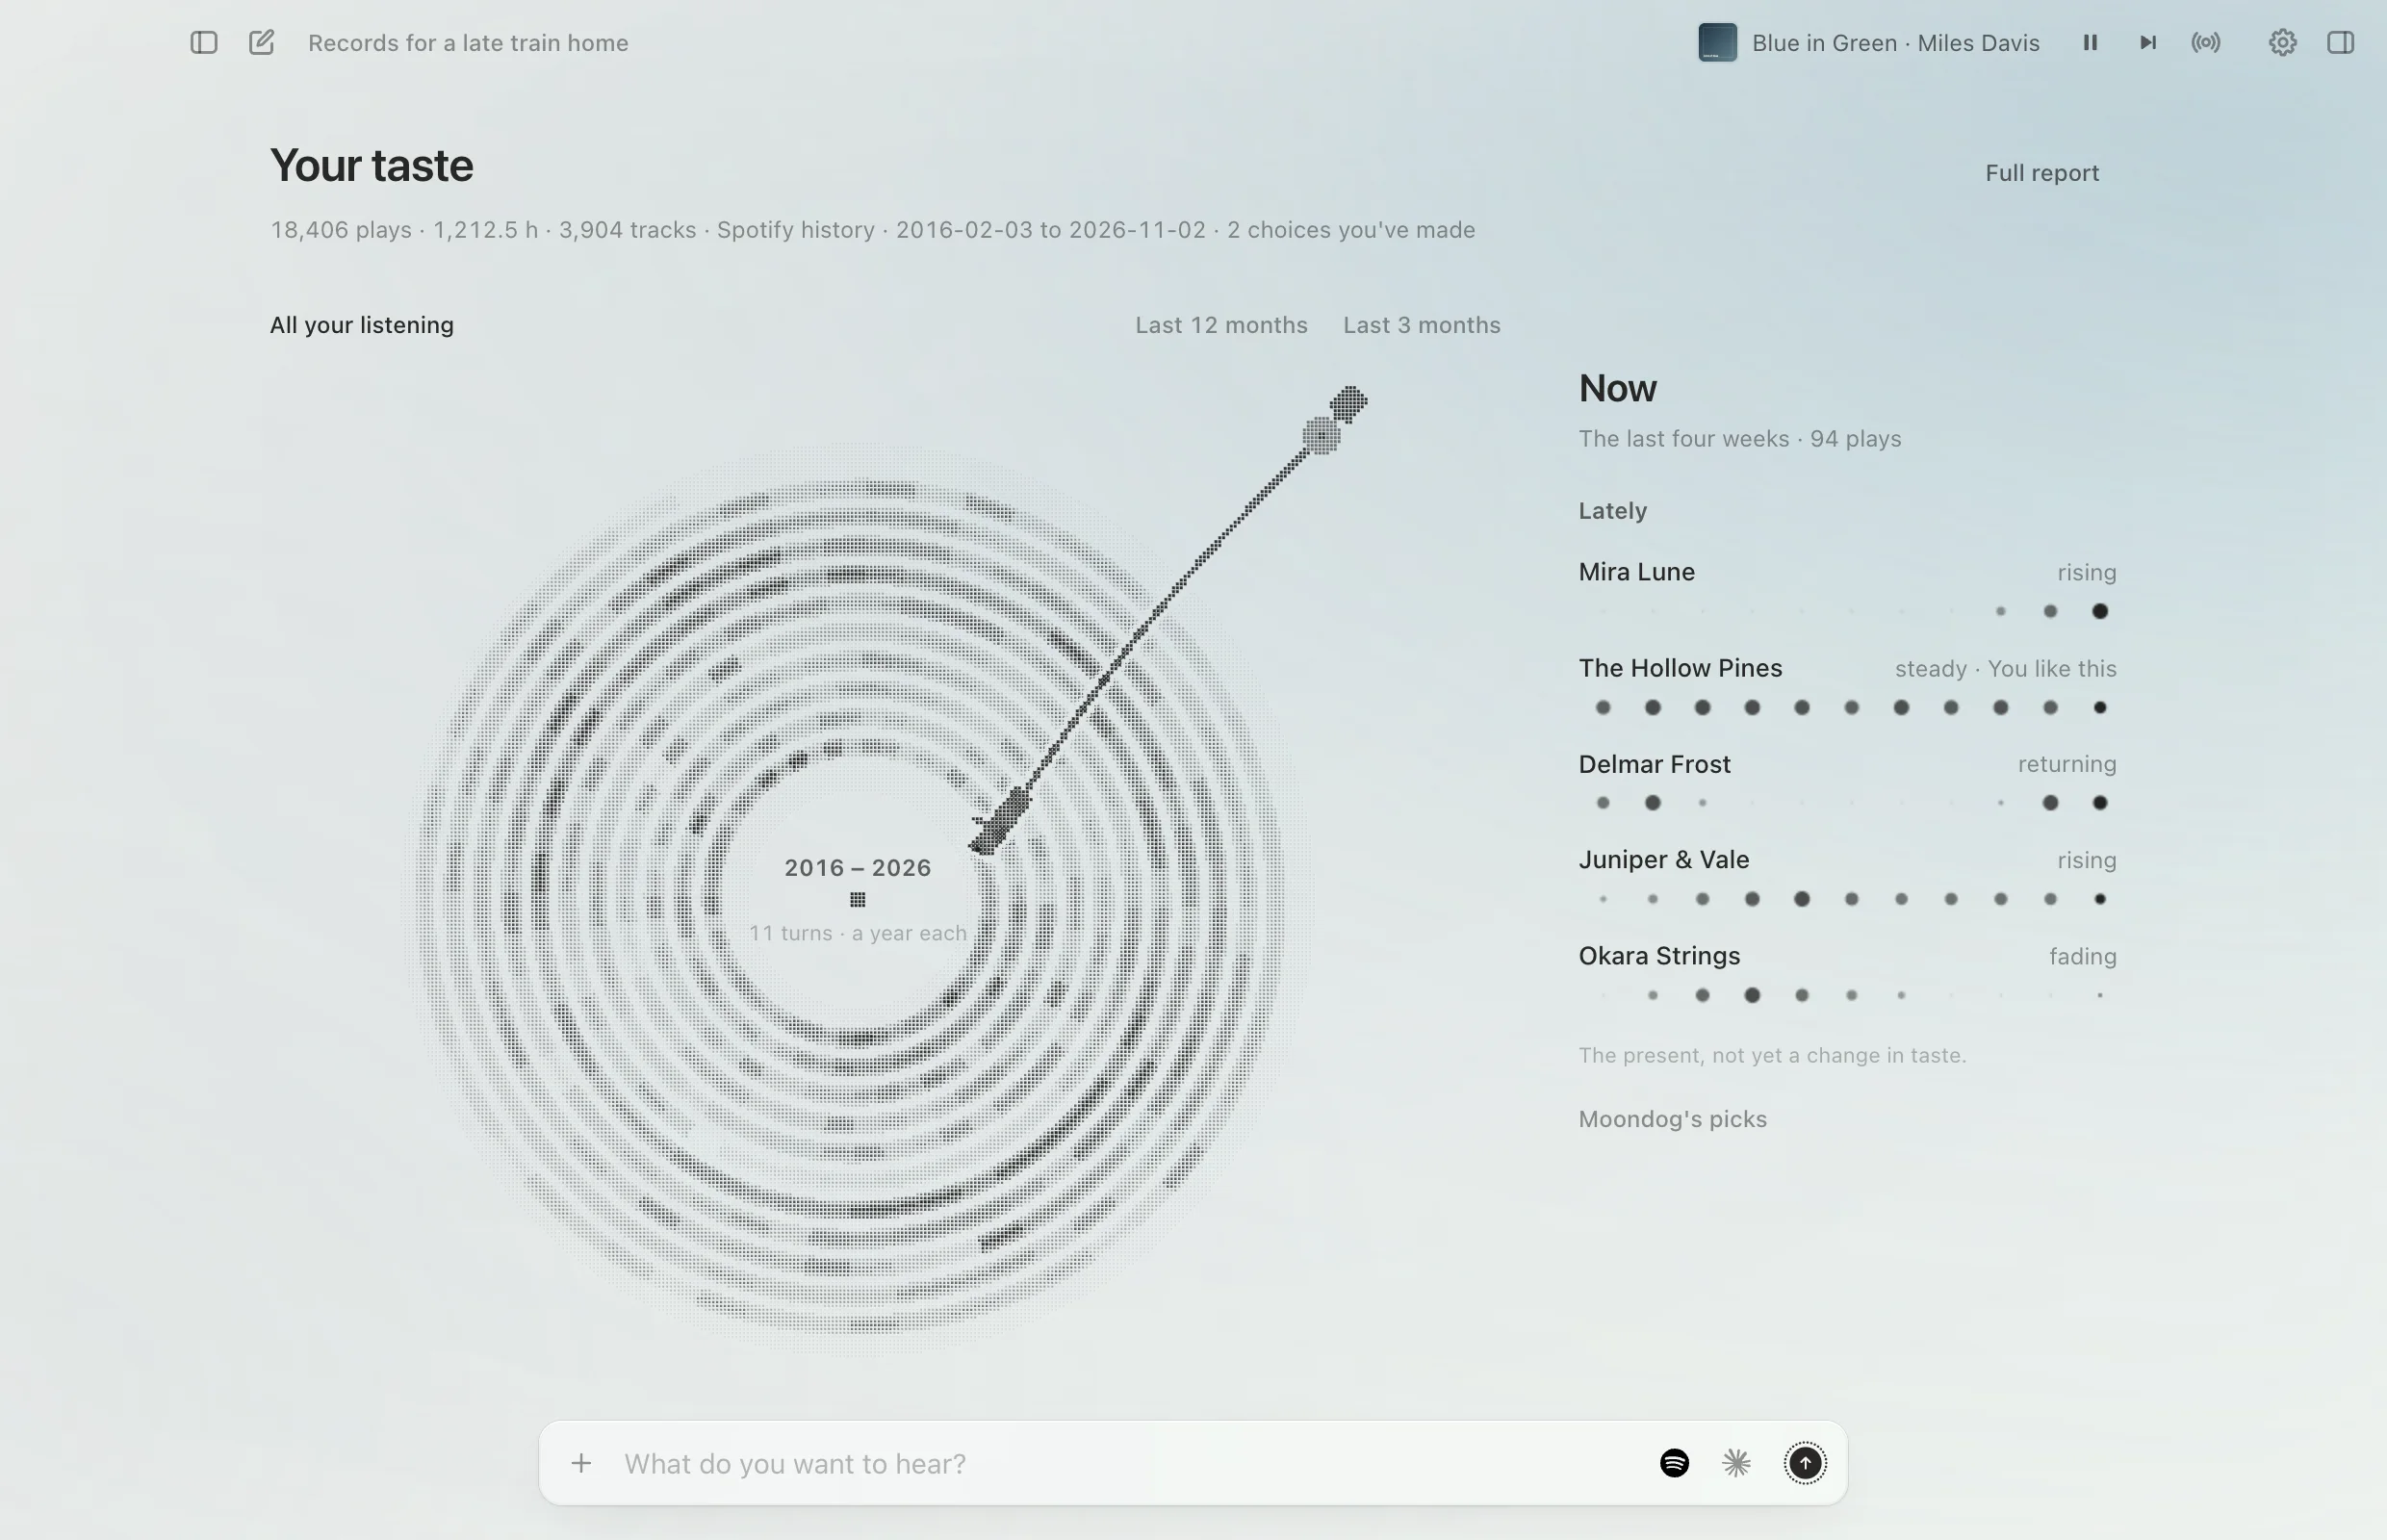 Records for a late train home
Blue in Green · Miles Davis
Your taste
Full report
18,406 plays · 1,212.5 h · 3,904 tracks · Spotify history · 2016-02-03 to 2026-11-02 · 2 choices you've made
All your listening
Last 12 months
Last 3 months
2016 – 2026
11 turns · a year each
Now
The last four weeks · 94 plays
Lately
Mira Lune
rising
The Hollow Pines
steady · You like this
Delmar Frost
returning
Juniper & Vale
rising
Okara Strings
fading
The present, not yet a change in taste.
Moondog's picks
What do you want to hear?